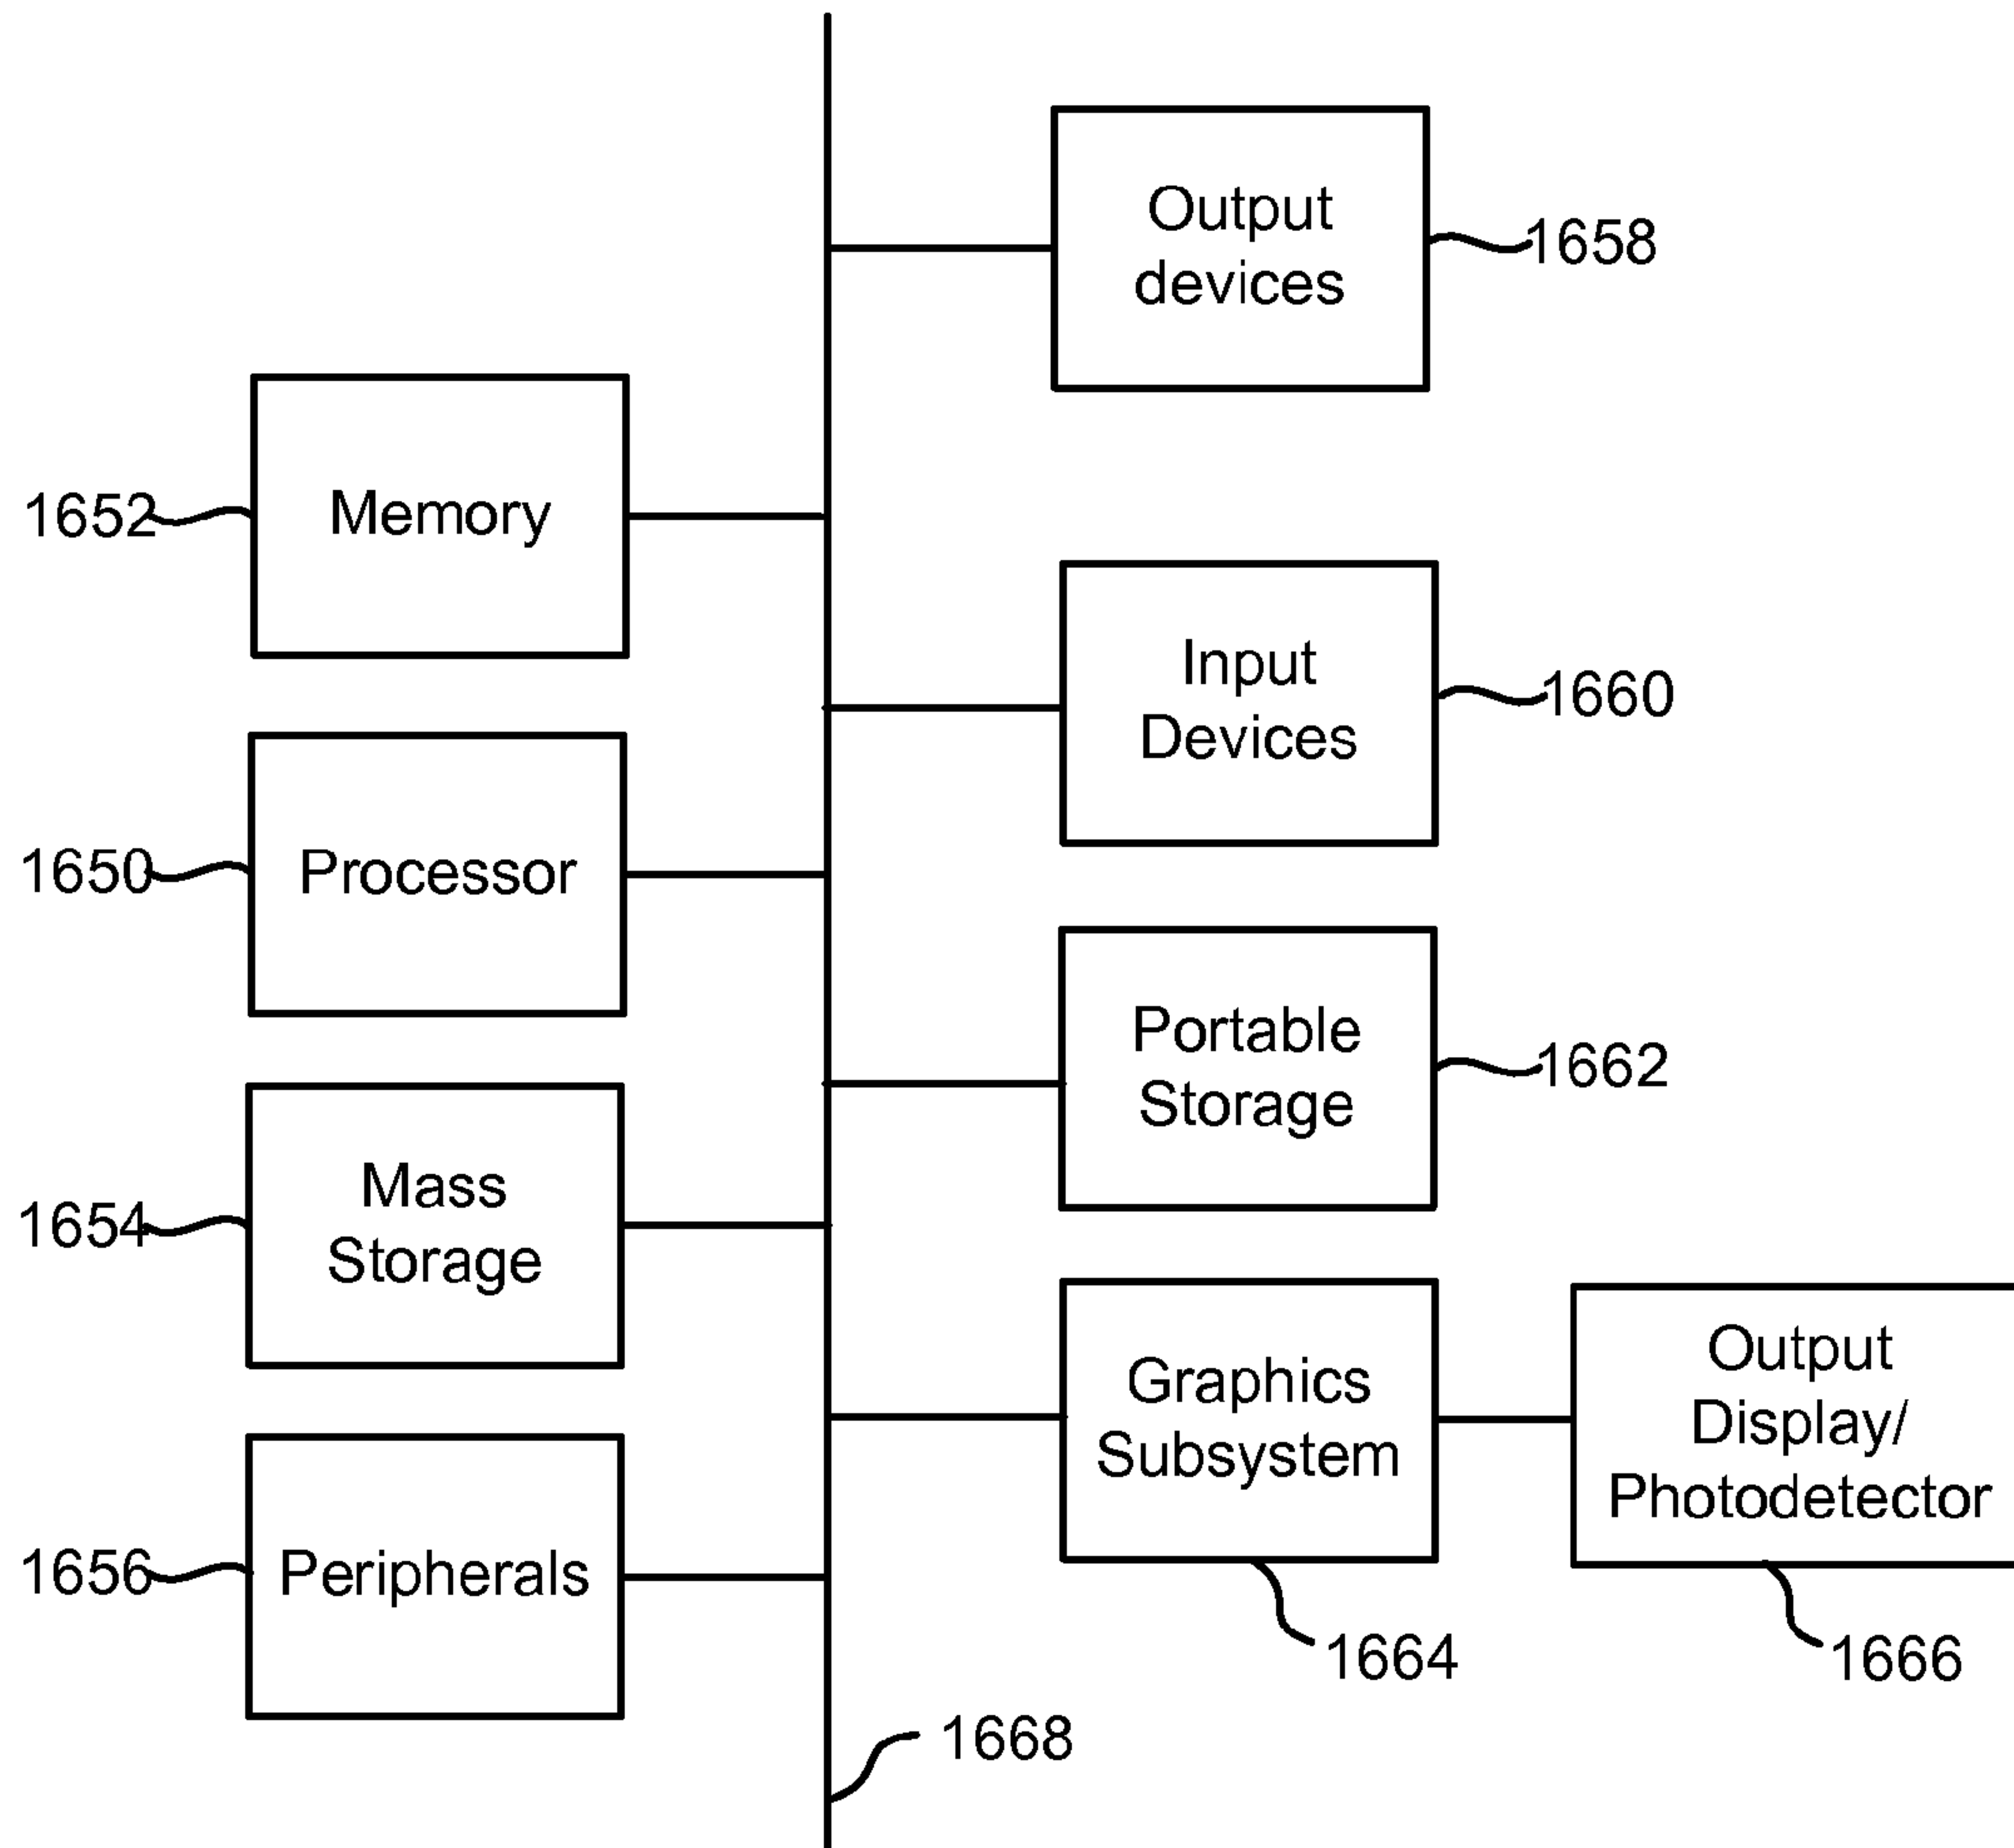 Output
devices
1658
1652
Memory
Input
Devices
1660
1650
Processor
Portable
Storage
1662
1654
Mass
Storage
Graphics
Subsystem
1664
Output
Display/
Photodetector
1666
1656
Peripherals
1668